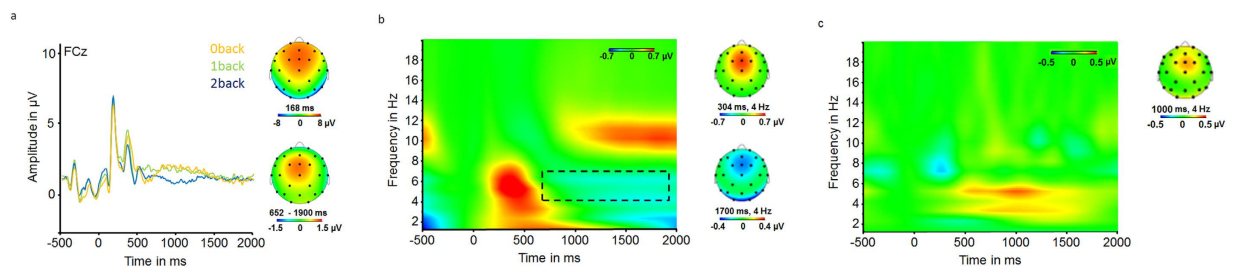 a
FCz
0back
1back
2back
Amplitude in µV
10
5
0
-500 0 500 1000 1500 2000
Time in ms
168 ms
-8 0 8 µV
652 - 1900 ms
-1.5 0 1.5 µV
b
Frequency in Hz
18
16
14
12
10
8
6
4
2
-500 0 500 1000 1500 2000
Time in ms
-0.7 0 0.7 µV
304 ms, 4 Hz
-0.7 0 0.7 µV
1700 ms, 4 Hz
-0.4 0 0.4 µV
c
Frequency in Hz
18
16
14
12
10
8
6
4
2
-500 0 500 1000 1500 2000
Time in ms
-0.5 0 0.5 µV
1000 ms, 4 Hz
-0.5 0 0.5 µV